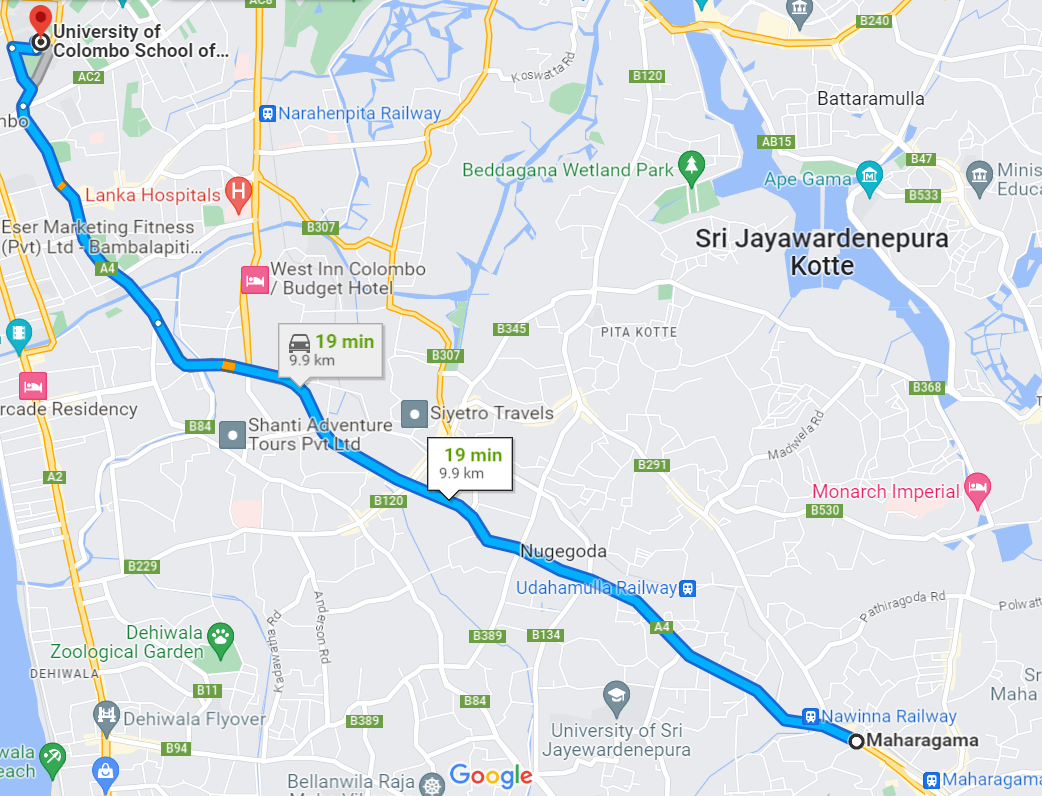 AC8
B240
University of
Colombo School of...
AC2
Koswatta Rd
B120
Battaramulla
nbo
Narahenpita Railway
AB15
B47
Beddagana Wetland Park
Ape Gama
Minis
Educa
B533
Lanka Hospitals
H
Eser Marketing Fitness
(Pvt) Ltd - Bambalapiti...
B307
Sri Jayawardenepura
Kotte
A4
West Inn Colombo
/ Budget Hotel
B345
PITA KOTTE
19 min
9.9 km
B307
B368
rcade Residency
Siyetro Travels
B84
Shanti Adventure
Tours Pvt Ltd
Madiwela Rd
19 min
9.9 km
A2
B291
Monarch Imperial
B120
B530
Nugegoda
B229
Udahamulla Railway
Anderson Rd
Kadawatha Rd
Pathiragoda Rd
Polwatt
Dehiwala
Zoological Garden
B389
B134
A4
DEHIWALA
B11
B84
Sr
Maha
Dehiwala Flyover
B389
University of Sri
Jayewardenepura
Nawinna Railway
B94
Maharagama
wala
each
Bellanwila Raja
Google
Maharagama